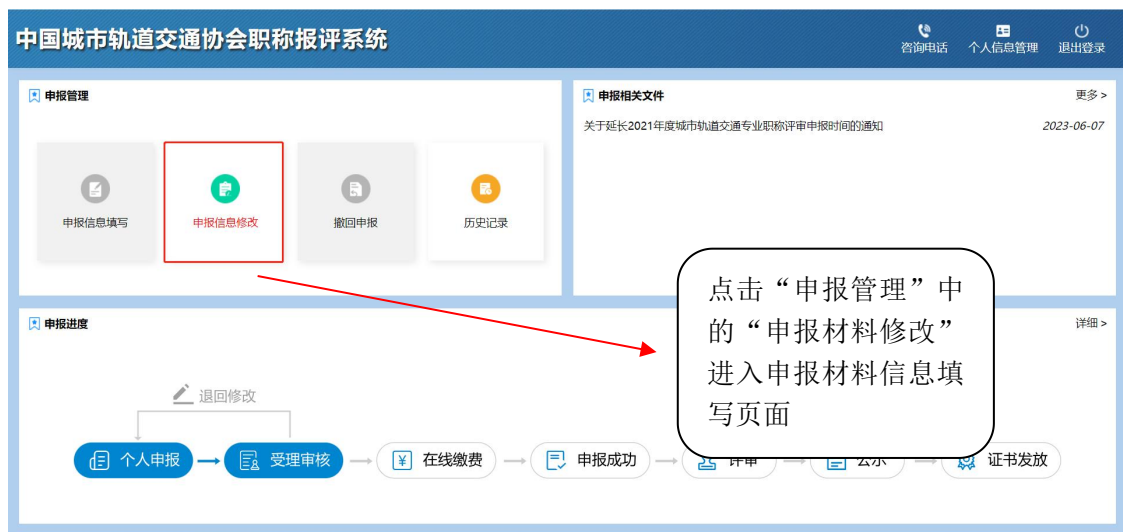 中国城市轨道交通协会职称报评系统
咨询电话 个人信息管理 退出登录
申报管理
申报信息填写 申报信息修改 撤回申报 历史记录
申报相关文件 更多 >
关于延长2021年度城市轨道交通专业职称评审申报时间的通知 2023-06-07
点击“申报管理”中
的“申报材料修改”
进入申报材料信息填
写页面
申报进度 详细 >
退回修改
个人申报 受理审核 在线缴费 申报成功 评审 公示 证书发放